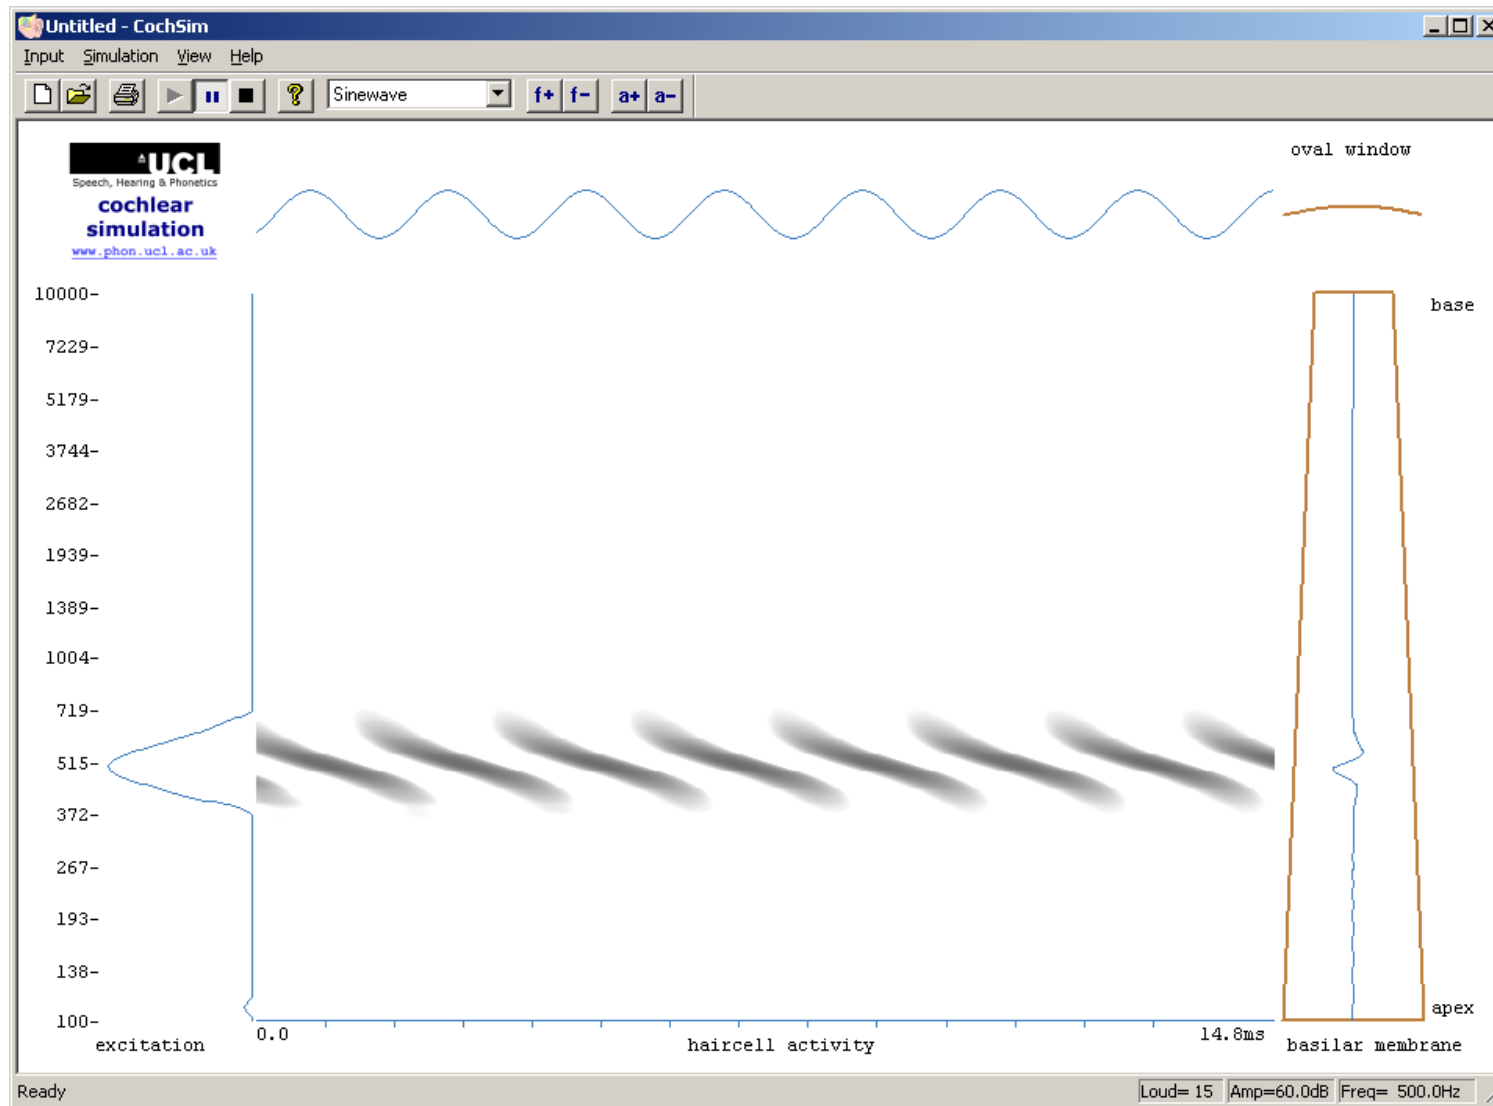 Untitled - CochSim
Input Simulation View Help
Sinewave f+ f- a+ a-
UCL
Speech, Hearing & Phonetics
cochlear
simulation
www.phon.ucl.ac.uk
oval window
10000-
7229-
5179-
3744-
2682-
1939-
1389-
1004-
719-
515-
372-
267-
193-
138-
100-
base
apex
0.0 14.8ms
excitation haircell activity basilar membrane
Ready Loud= 15 Amp=60.0dB Freq= 500.0Hz